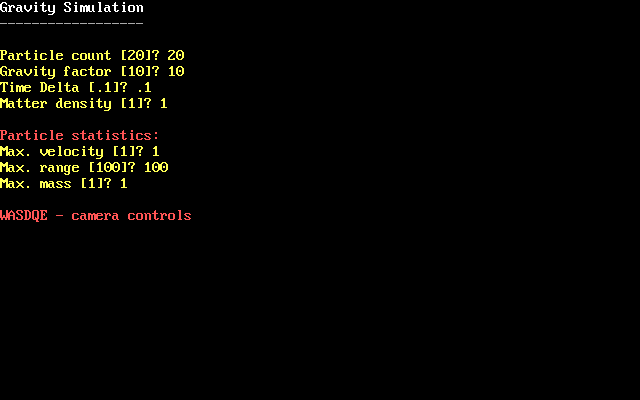 Gravity Simulation
------------------
Particle count [20]? 20
Gravity factor [10]? 10
Time Delta [.1]? .1
Matter density [1]? 1
Particle statistics:
Max. velocity [1]? 1
Max. range [100]? 100
Max. mass [1]? 1
WASDQE - camera controls